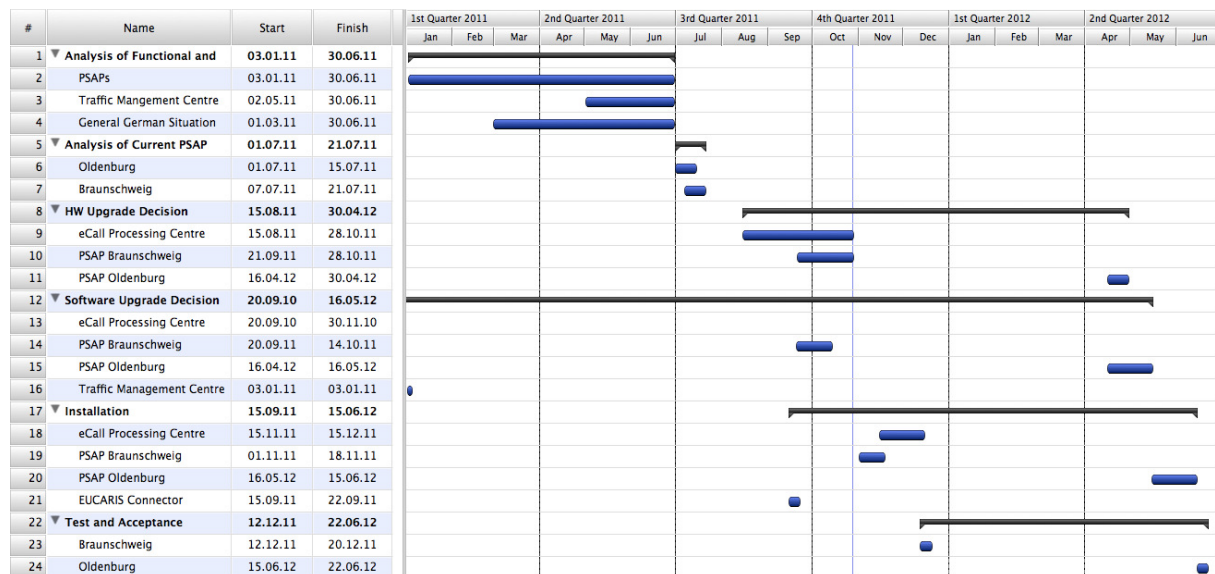 # Name Start Finish 1st Quarter 2011 2nd Quarter 2011 3rd Quarter 2011 4th Quarter 2011 1st Quarter 2012 2nd Quarter 2012
Jan Feb Mar Apr May Jun Jul Aug Sep Oct Nov Dec Jan Feb Mar Apr May Jun
1 Analysis of Functional and 03.01.11 30.06.11
2 PSAPs 03.01.11 30.06.11
3 Traffic Mangement Centre 02.05.11 30.06.11
4 General German Situation 01.03.11 30.06.11
5 Analysis of Current PSAP 01.07.11 21.07.11
6 Oldenburg 01.07.11 15.07.11
7 Braunschweig 07.07.11 21.07.11
8 HW Upgrade Decision 15.08.11 30.04.12
9 eCall Processing Centre 15.08.11 28.10.11
10 PSAP Braunschweig 21.09.11 28.10.11
11 PSAP Oldenburg 16.04.12 30.04.12
12 Software Upgrade Decision 20.09.10 16.05.12
13 eCall Processing Centre 20.09.10 30.11.10
14 PSAP Braunschweig 20.09.11 14.10.11
15 PSAP Oldenburg 16.04.12 16.05.12
16 Traffic Management Centre 03.01.11 03.01.11
17 Installation 15.09.11 15.06.12
18 eCall Processing Centre 15.11.11 15.12.11
19 PSAP Braunschweig 01.11.11 18.11.11
20 PSAP Oldenburg 16.05.12 15.06.12
21 EUCARIS Connector 15.09.11 22.09.11
22 Test and Acceptance 12.12.11 22.06.12
23 Braunschweig 12.12.11 20.12.11
24 Oldenburg 15.06.12 22.06.12